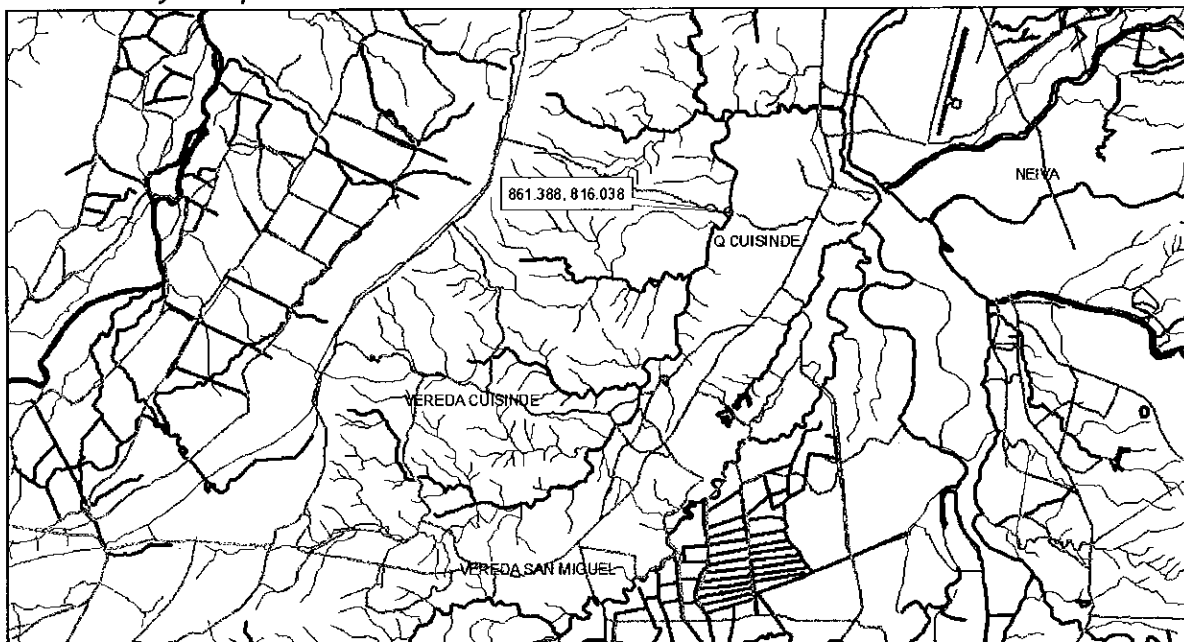 NEIVA
861.388, 816.038
Q CUISINDE
VEREDA CUISINDE
VEREDA SAN MIGUEL